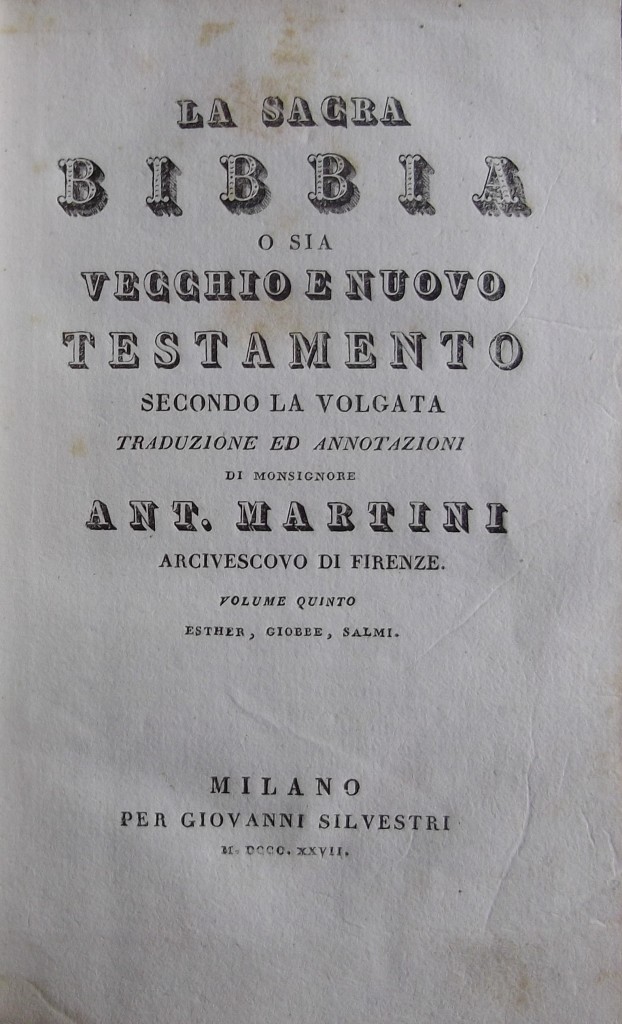 LA SACRA
BIBBIA
O SIA
VECCHIO E NUOVO
TESTAMENTO
SECONDO LA VOLGATA
TRADUZIONE ED ANNOTAZIONI
DI MONSIGNORE
ANT. MARTINI
ARCIVESCOVO DI FIRENZE.
VOLUME QUINTO
ESTHER, GIOBBE, SALMI.
MILANO
PER GIOVANNI SILVESTRI
M. DCCC. XXVII.